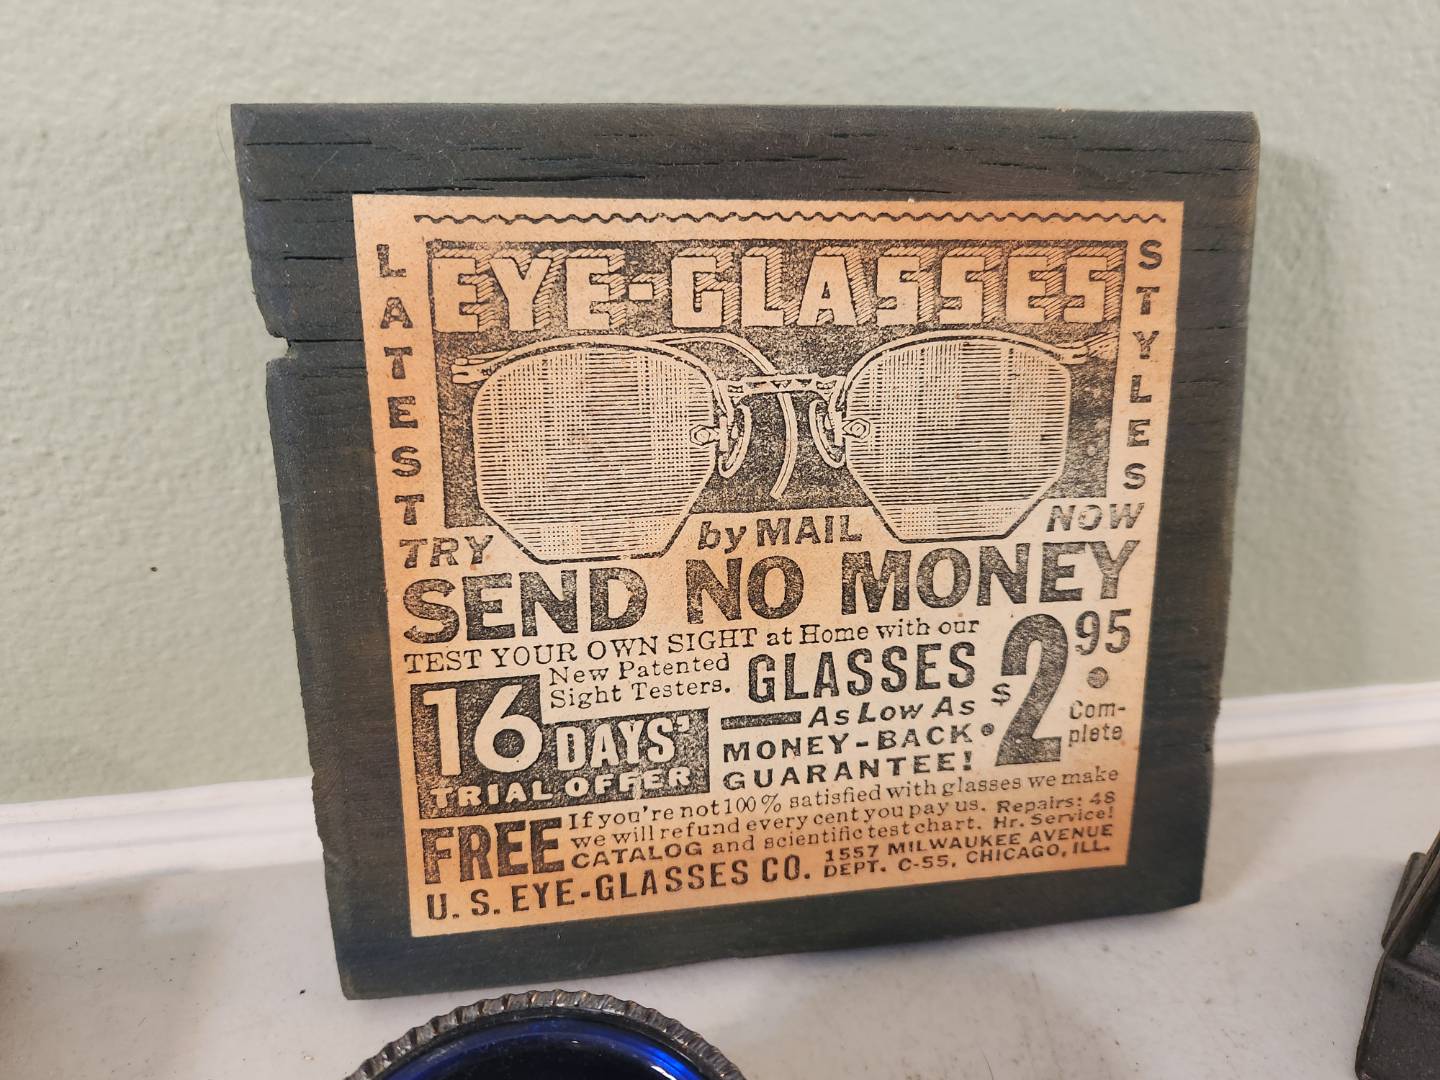 LATEST
EYE-GLASSES
STYLES
TRY
by MAIL
NOW
SEND NO MONEY
TEST YOUR OWN SIGHT at Home with our
New Patented
Sight Testers.
16
DAYS'
TRIAL OFFER
GLASSES
As Low As
$2.95
Com-
plete
MONEY-BACK
GUARANTEE!
If you're not 100% satisfied with glasses we make
we will refund every cent you pay us. Repairs: 48
Hr. Service!
FREE
CATALOG and scientific test chart.
U. S. EYE-GLASSES CO.
1557 MILWAUKEE AVENUE
DEPT. C-55, CHICAGO, ILL.